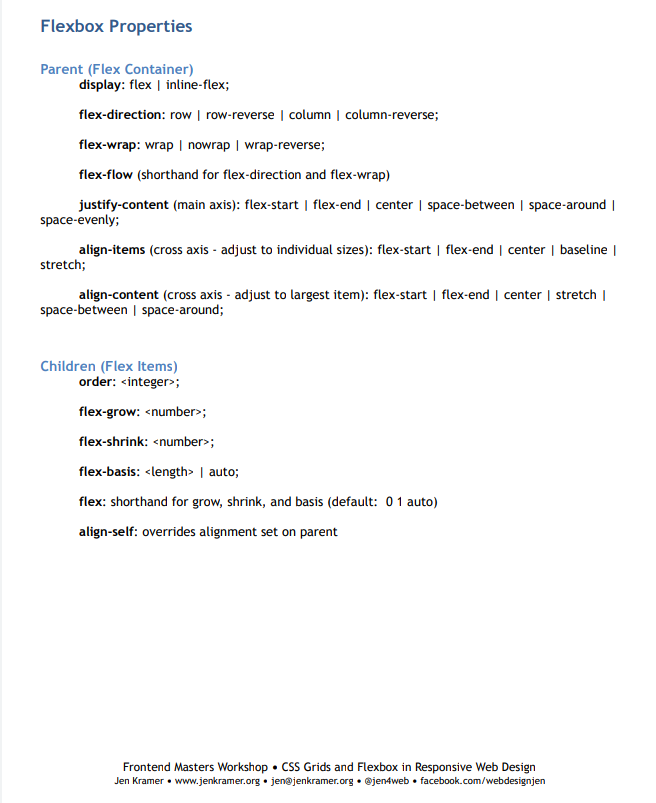 Flexbox Properties
Parent (Flex Container)
display: flex | inline-flex;
flex-direction: row | row-reverse | column | column-reverse;
flex-wrap: wrap | nowrap | wrap-reverse;
flex-flow (shorthand for flex-direction and flex-wrap)
justify-content (main axis): flex-start | flex-end | center | space-between | space-around |
space-evenly;
align-items (cross axis - adjust to individual sizes): flex-start | flex-end | center | baseline |
stretch;
align-content (cross axis - adjust to largest item): flex-start | flex-end | center | stretch |
space-between | space-around;
Children (Flex Items)
order: <integer>;
flex-grow: <number>;
flex-shrink: <number>;
flex-basis: <length> | auto;
flex: shorthand for grow, shrink, and basis (default:  0 1 auto)
align-self: overrides alignment set on parent
Frontend Masters Workshop • CSS Grids and Flexbox in Responsive Web Design
Jen Kramer • www.jenkramer.org • jen@jenkramer.org • @jen4web • facebook.com/webdesignjen